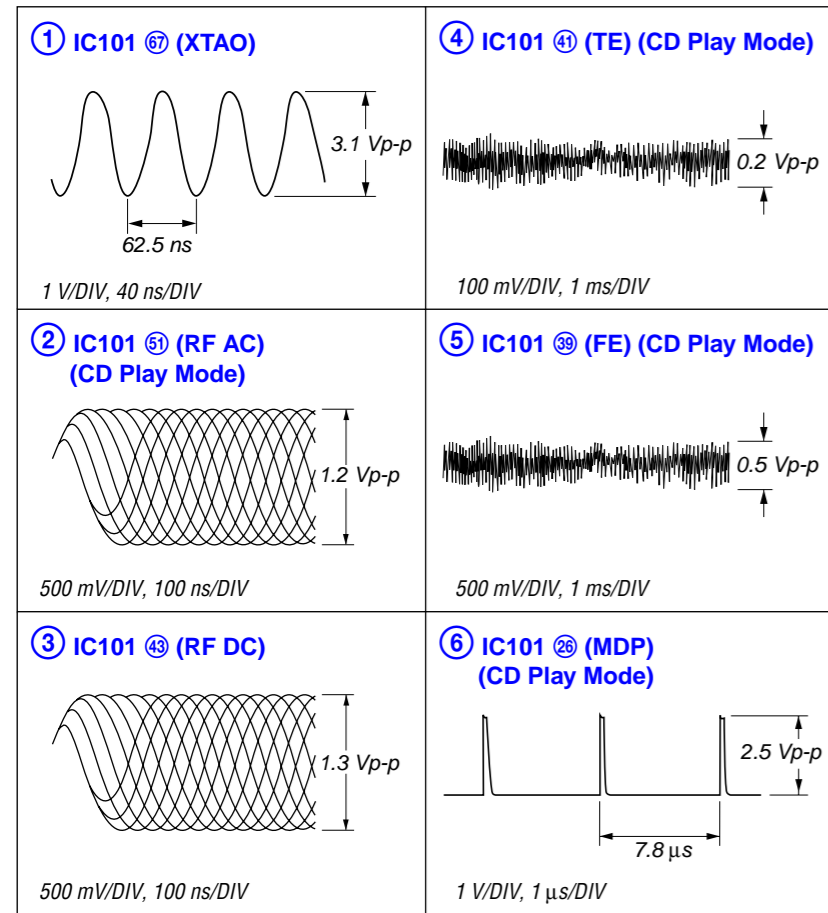 ① IC101 ㊿ (XTAO)
3.1 Vp-p
62.5 ns
1 V/DIV, 40 ns/DIV
② IC101 51 (RF AC)
(CD Play Mode)
1.2 Vp-p
500 mV/DIV, 100 ns/DIV
③ IC101 ㊸ (RF DC)
1.3 Vp-p
500 mV/DIV, 100 ns/DIV
④ IC101 ㊶ (TE) (CD Play Mode)
0.2 Vp-p
100 mV/DIV, 1 ms/DIV
⑤ IC101 ㊴ (FE) (CD Play Mode)
0.5 Vp-p
500 mV/DIV, 1 ms/DIV
⑥ IC101 ㉖ (MDP)
(CD Play Mode)
2.5 Vp-p
7.8 µs
1 V/DIV, 1 µs/DIV